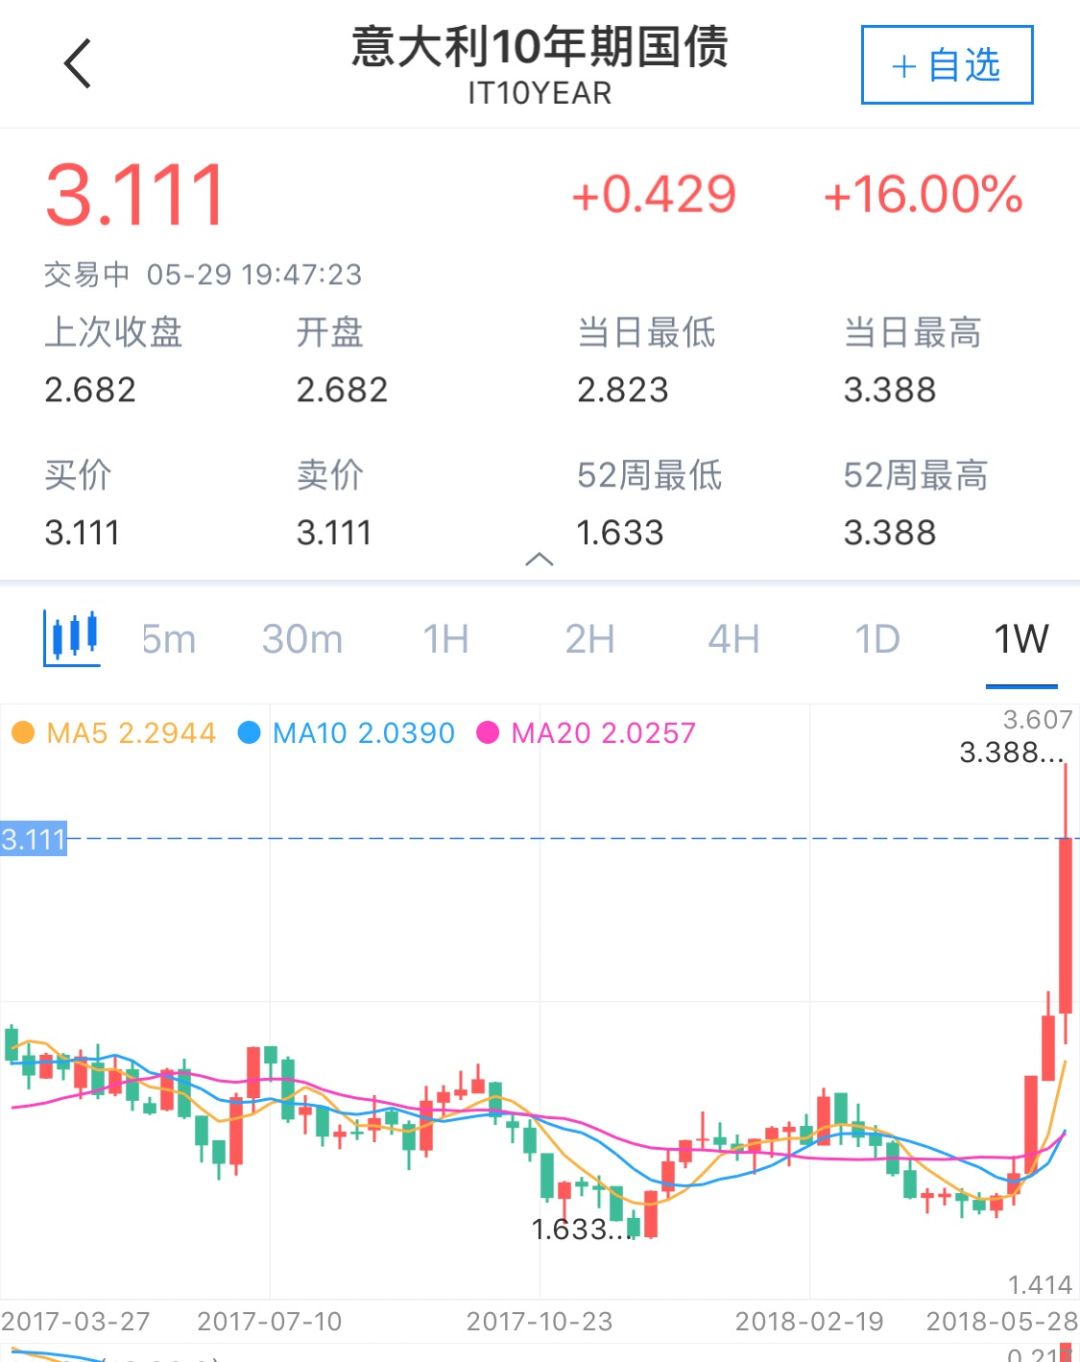 意大利10年期国债
IT10YEAR
+ 自选
3.111 +0.429 +16.00%
交易中 05-29 19:47:23
上次收盘 开盘 当日最低 当日最高
2.682 2.682 2.823 3.388
买价 卖价 52周最低 52周最高
3.111 3.111 1.633 3.388
5m 30m 1H 2H 4H 1D 1W
MA5 2.2944 MA10 2.0390 MA20 2.0257
3.607
3.388...
3.111
1.633...
1.414
2017-03-27 2017-07-10 2017-10-23 2018-02-19 2018-05-28